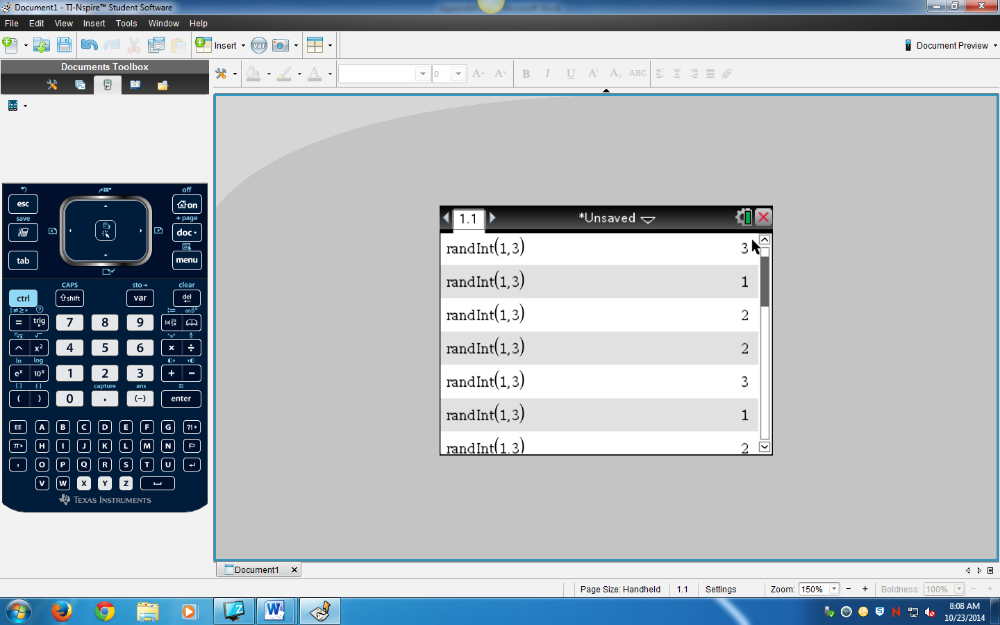 Document1 - TI-Nspire™ Student Software
File Edit View Insert Tools Window Help
Insert var Document Preview
Documents Toolbox
0 A A B I U A A ABC
1.1 *Unsaved
randInt(1,3) 3
randInt(1,3) 1
randInt(1,3) 2
randInt(1,3) 2
randInt(1,3) 3
randInt(1,3) 1
randInt(1,3) 2
off
esc on
save + page
doc
tab menu
CAPS sto→ clear
ctrl shift var del
= trig 7 8 9
^ x² 4 5 6 × ÷
ln log
eˣ 10ˣ 1 2 3 + −
[ ] { } capture ans ≈
( ) 0 . (−) enter
EE A B C D E F G ?!
π H I J K L M N
, O P Q R S T U
V W X Y Z
TEXAS INSTRUMENTS
Document1
Page Size: Handheld 1.1 Settings Zoom: 150% − + Boldness: 100% − +
8:08 AM
10/23/2014